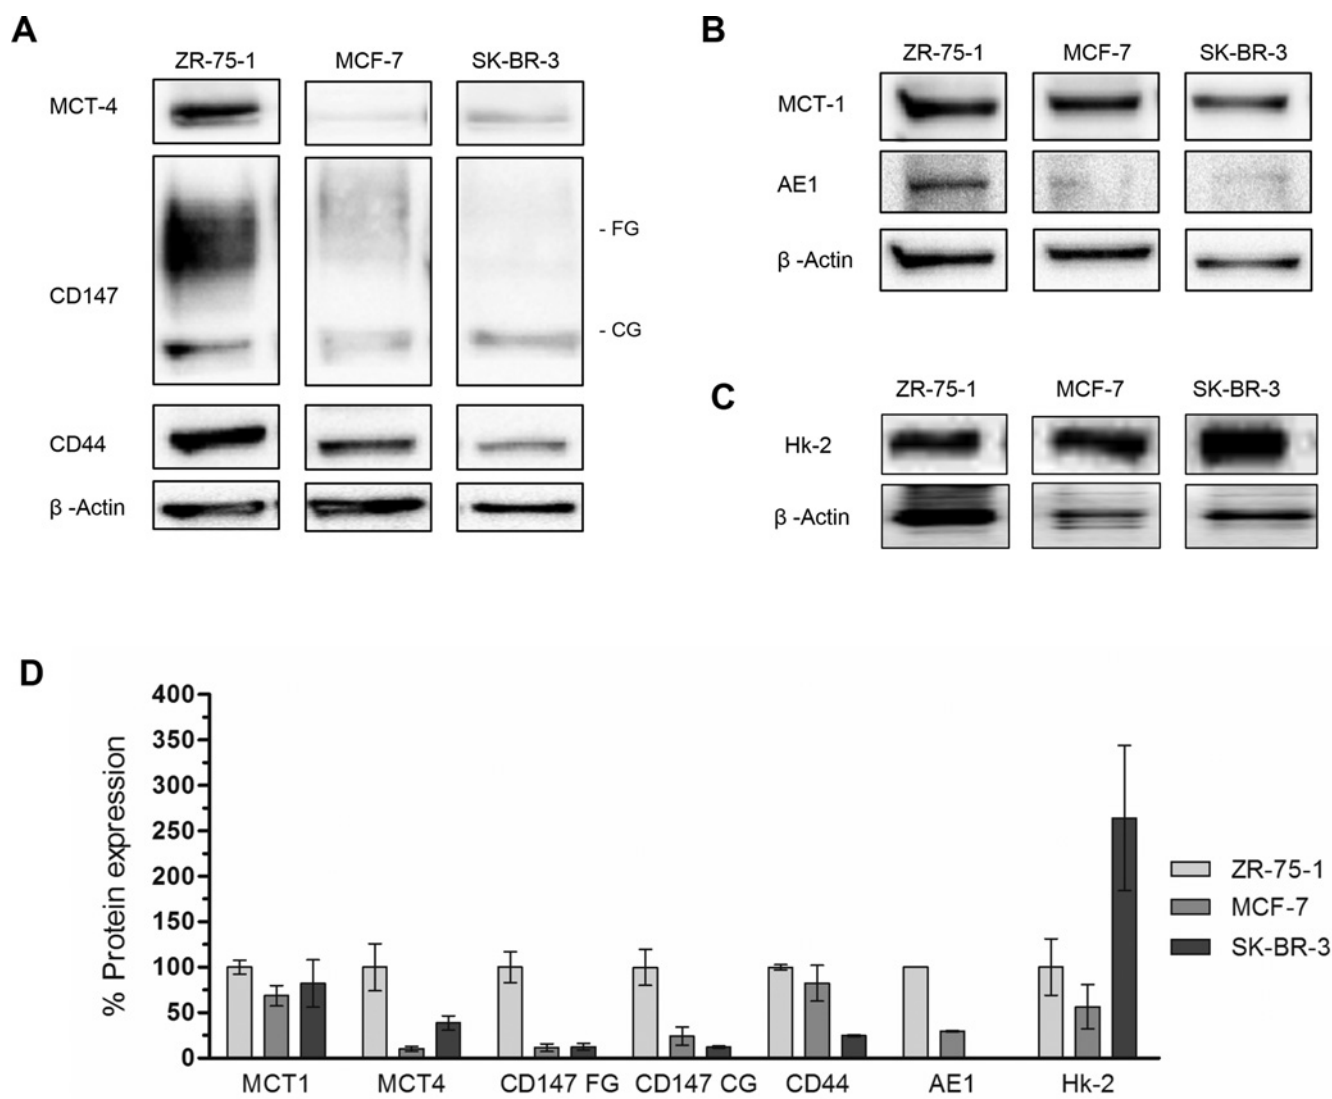 A
ZR-75-1 MCF-7 SK-BR-3
MCT-4
CD147
- FG
- CG
CD44
β -Actin
B
ZR-75-1 MCF-7 SK-BR-3
MCT-1
AE1
β -Actin
C
ZR-75-1 MCF-7 SK-BR-3
Hk-2
β -Actin
D
% Protein expression
400
350
300
250
200
150
100
50
0
MCT1 MCT4 CD147 FG CD147 CG CD44 AE1 Hk-2
ZR-75-1
MCF-7
SK-BR-3